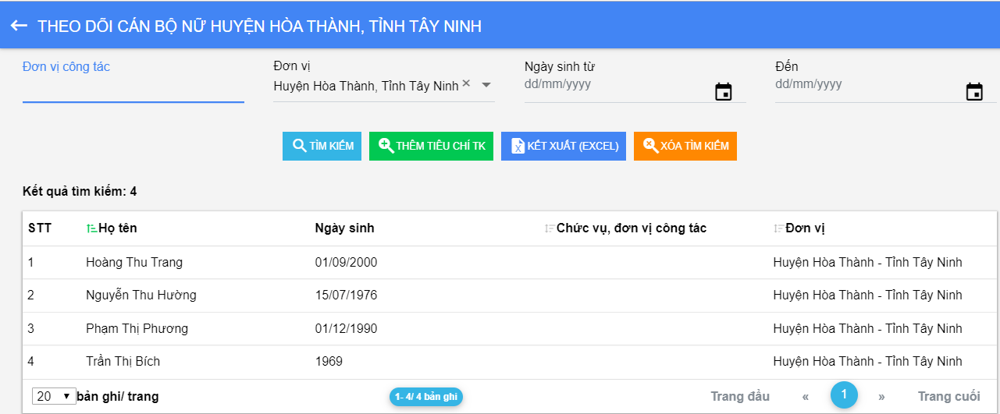 THEO DÕI CÁN BỘ NỮ HUYỆN HÒA THÀNH, TỈNH TÂY NINH
Đơn vị công tác Đơn vị Ngày sinh từ Đến
Huyện Hòa Thành, Tỉnh Tây Ninh × dd/mm/yyyy dd/mm/yyyy
TÌM KIẾM THÊM TIÊU CHÍ TK KẾT XUẤT (EXCEL) XÓA TÌM KIẾM
Kết quả tìm kiếm: 4
STT Họ tên Ngày sinh Chức vụ, đơn vị công tác Đơn vị
1 Hoàng Thu Trang 01/09/2000 Huyện Hòa Thành - Tỉnh Tây Ninh
2 Nguyễn Thu Hường 15/07/1976 Huyện Hòa Thành - Tỉnh Tây Ninh
3 Phạm Thị Phương 01/12/1990 Huyện Hòa Thành - Tỉnh Tây Ninh
4 Trần Thị Bích 1969 Huyện Hòa Thành - Tỉnh Tây Ninh
20 bản ghi/ trang 1- 4/ 4 bản ghi Trang đầu « 1 » Trang cuối